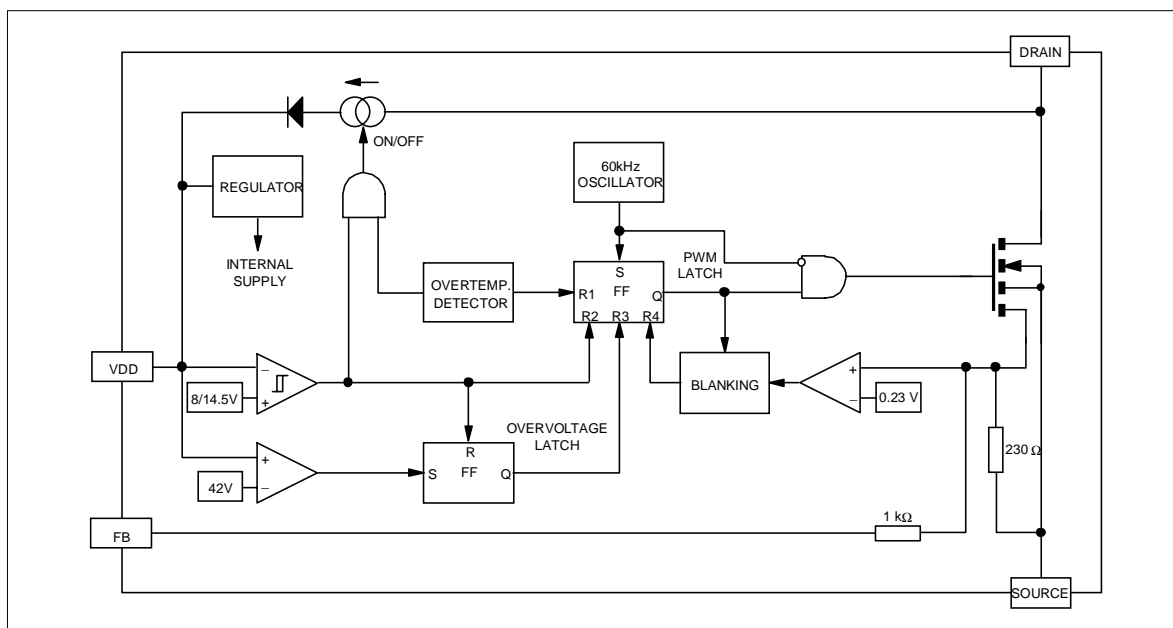 DRAIN
ON/OFF
REGULATOR
60kHz
OSCILLATOR
INTERNAL
SUPPLY
PWM
LATCH
S
FF
R1
R2 R3 R4
Q
OVERTEMP.
DETECTOR
VDD
−
+
8/14.5V
BLANKING
+
−
0.23 V
OVERVOLTAGE
LATCH
230 Ω
+
−
42V
R
FF
S
Q
1 kΩ
FB
SOURCE